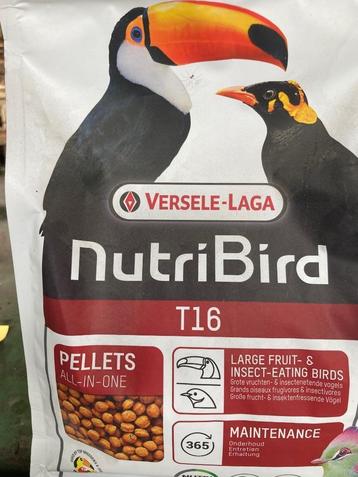 VERSELE-LAGA
NutriBird
T16
PELLETS
ALL-IN-ONE
LARGE FRUIT- &
INSECT-EATING BIRDS
Grote vruchten- & insectenetende vogels
Grands oiseaux frugivores & insectivores
Große frucht- & insektenfressende Vögel
365
MAINTENANCE
Onderhoud
Entretien
Erhaltung